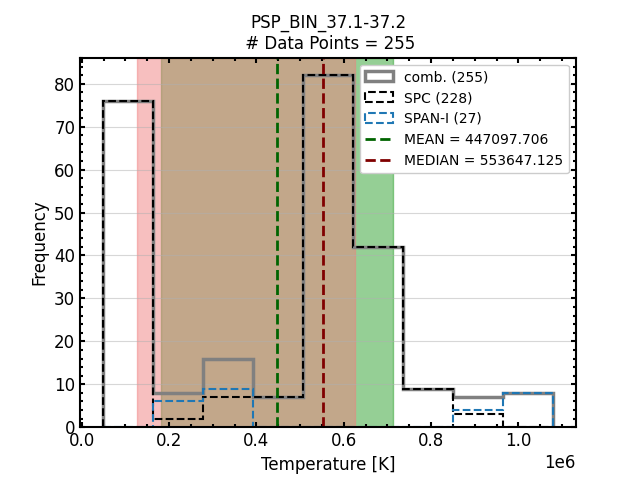 PSP_BIN_37.1-37.2
# Data Points = 255
comb. (255)
SPC (228)
SPAN-I (27)
MEAN = 447097.706
MEDIAN = 553647.125
Frequency
80
70
60
50
40
30
20
10
0
0.0 0.2 0.4 0.6 0.8 1.0
1e6
Temperature [K]